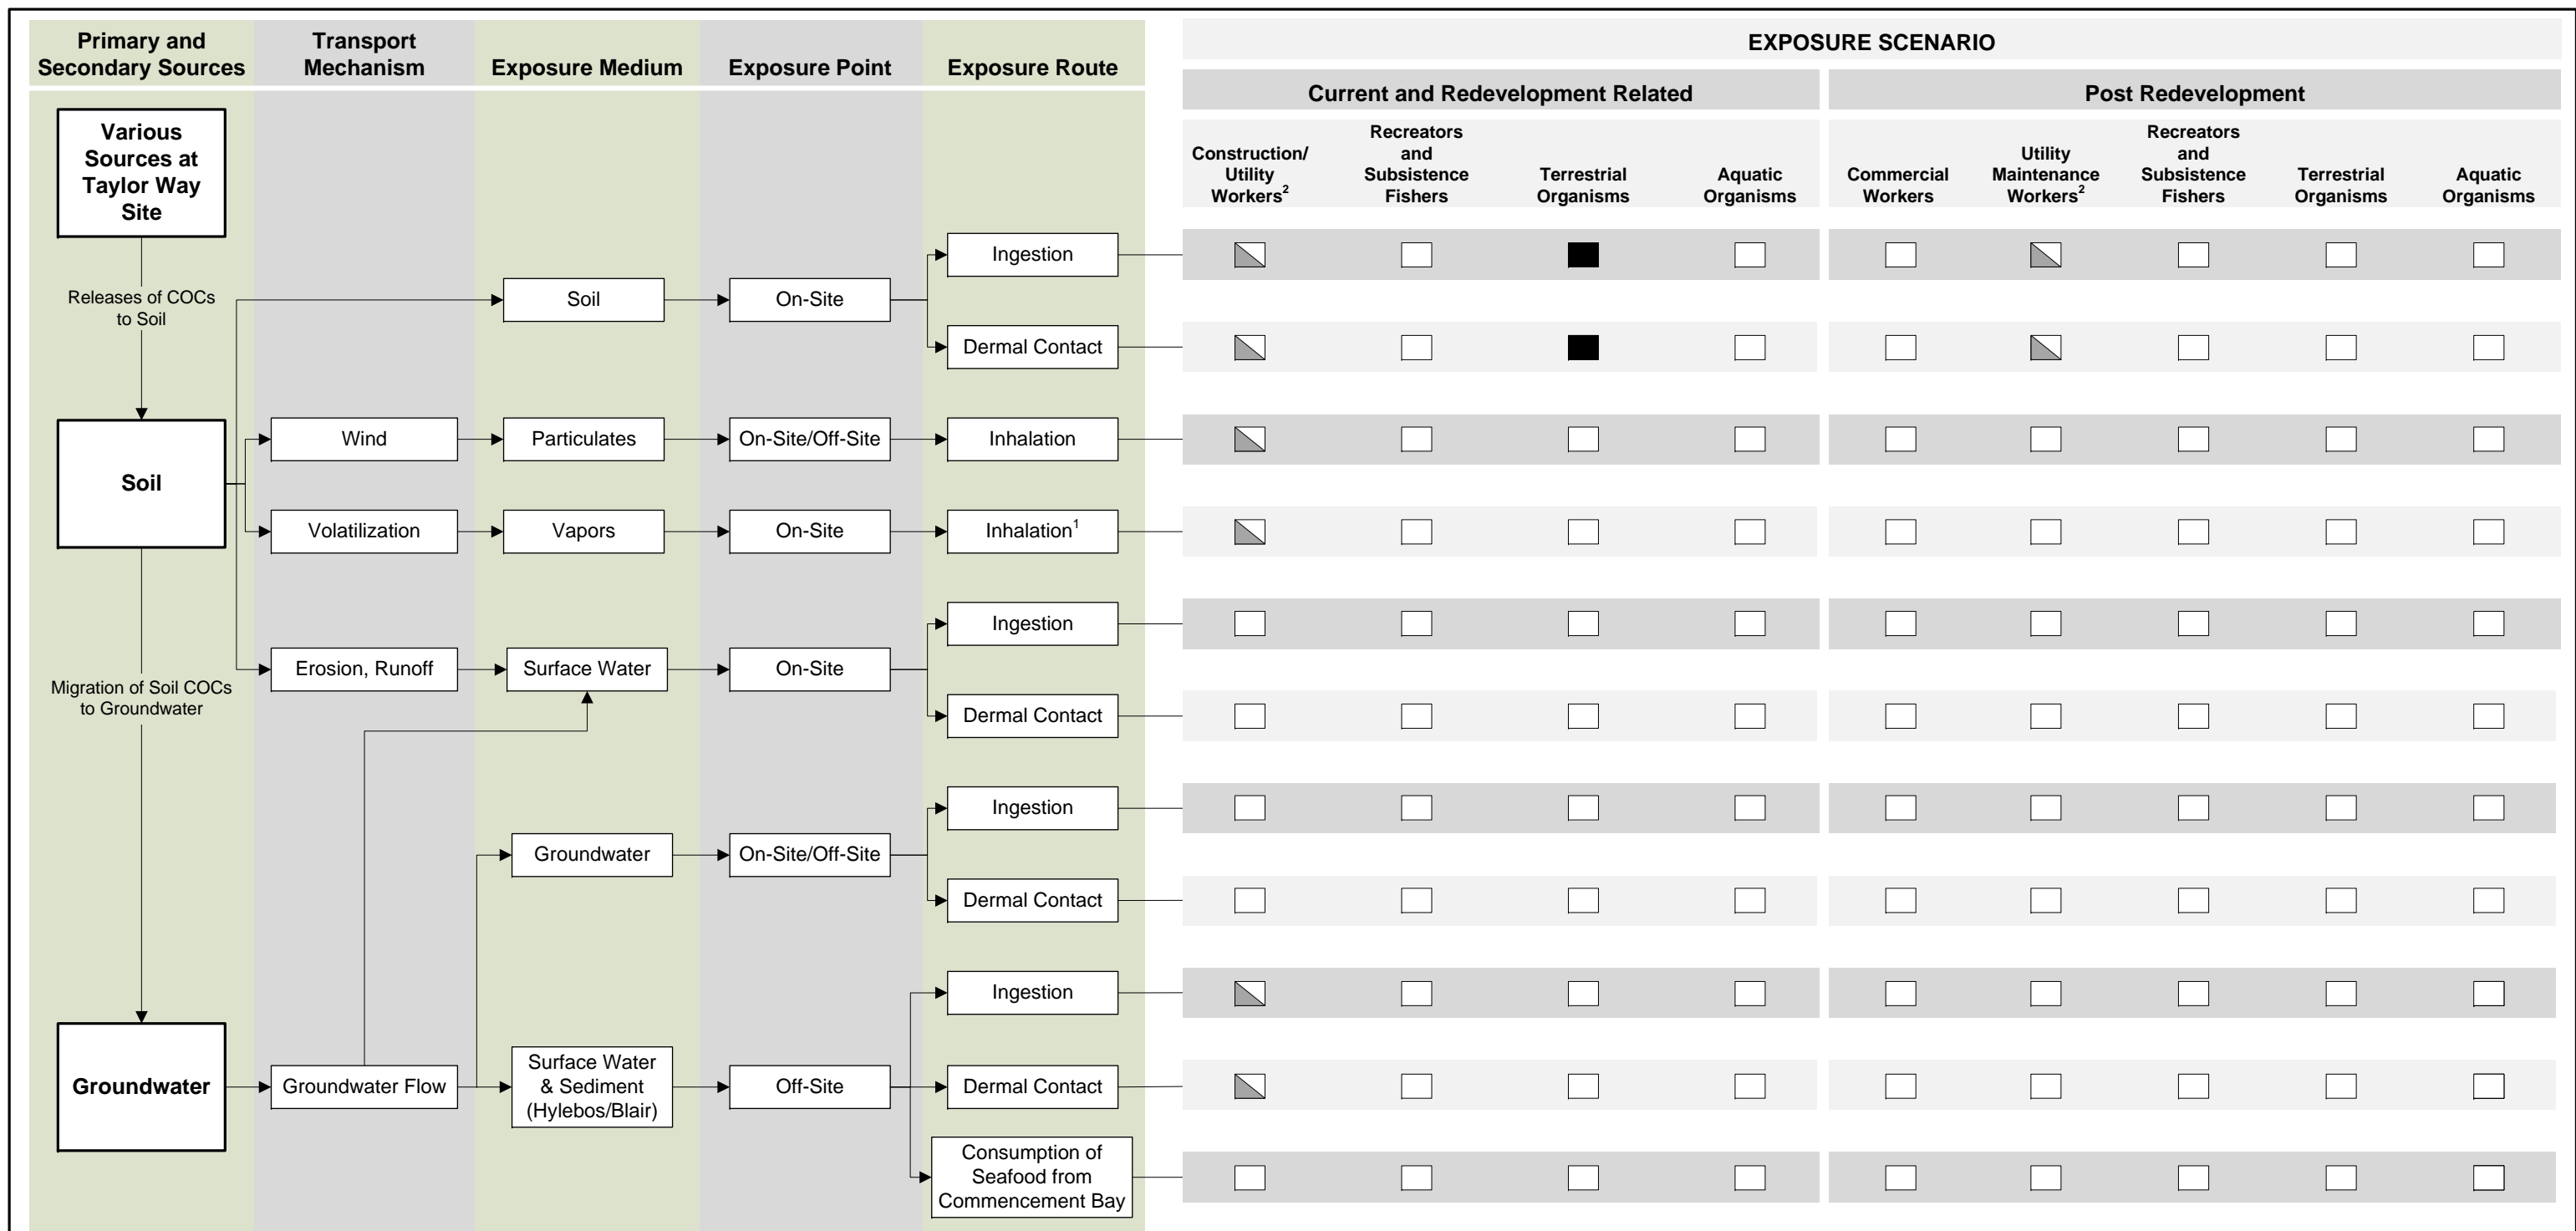 Primary and
Secondary Sources
Transport
Mechanism
Exposure Medium
Exposure Point
Exposure Route
EXPOSURE SCENARIO
Current and Redevelopment Related
Post Redevelopment
Construction/
Utility
Workers²
Recreators
and
Subsistence
Fishers
Terrestrial
Organisms
Aquatic
Organisms
Commercial
Workers
Utility
Maintenance
Workers²
Recreators
and
Subsistence
Fishers
Terrestrial
Organisms
Aquatic
Organisms
Various
Sources at
Taylor Way
Site
Releases of COCs
to Soil
Soil
On-Site
Ingestion
Dermal Contact
Soil
Wind
Particulates
On-Site/Off-Site
Inhalation
Volatilization
Vapors
On-Site
Inhalation¹
Migration of Soil COCs
to Groundwater
Erosion, Runoff
Surface Water
On-Site
Ingestion
Dermal Contact
Groundwater
On-Site/Off-Site
Ingestion
Dermal Contact
Groundwater
Groundwater Flow
Surface Water
& Sediment
(Hylebos/Blair)
Off-Site
Ingestion
Dermal Contact
Consumption of
Seafood from
Commencement Bay